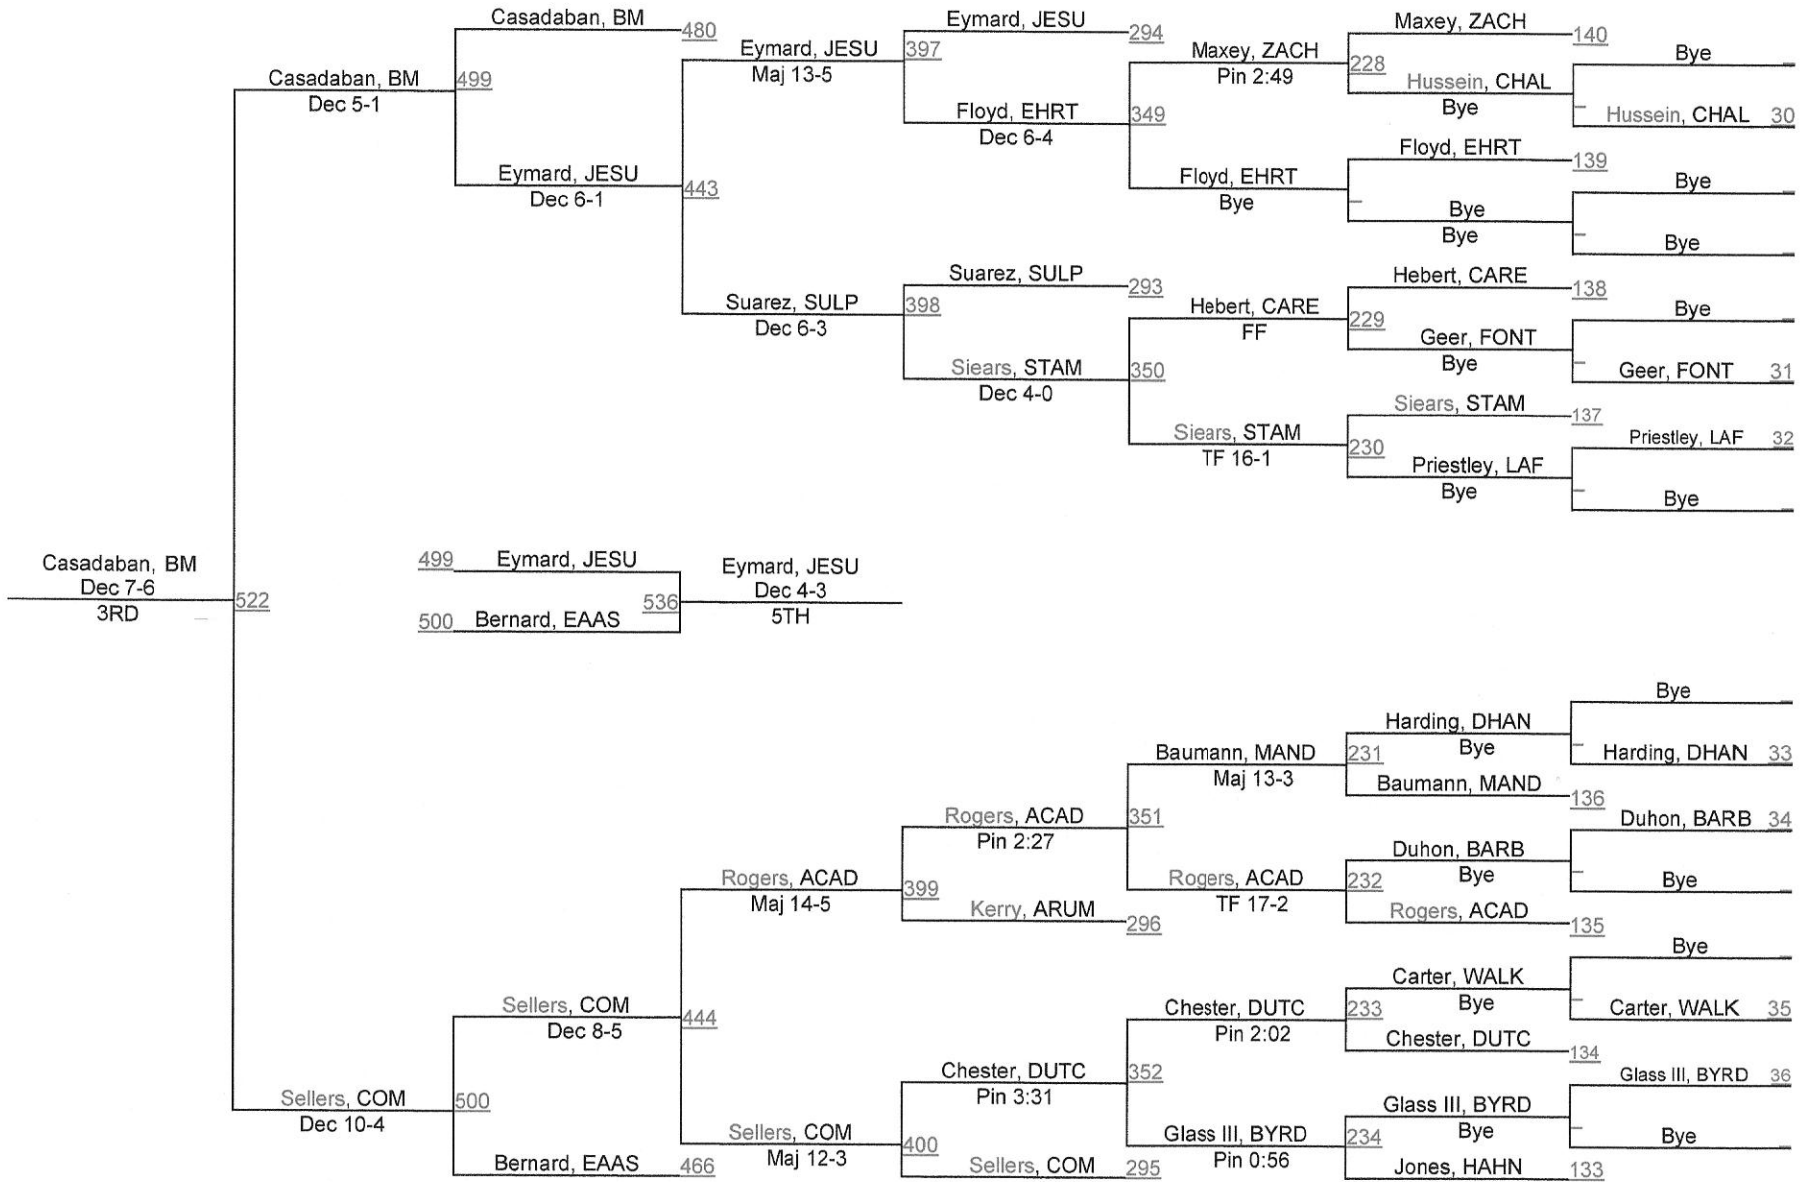 Casadaban, BM
480
Eymard, JESU
294
Maxey, ZACH
140
Bye
Eymard, JESU
Maj 13-5
397
Maxey, ZACH
Pin 2:49
228
Hussein, CHAL
Bye
Casadaban, BM
Dec 5-1
499
Floyd, EHRT
Dec 6-4
349
Hussein, CHAL 30
Floyd, EHRT
139
Bye
Eymard, JESU
Dec 6-1
443
Floyd, EHRT
Bye
Bye
Bye
Bye
Suarez, SULP
293
Hebert, CARE
138
Bye
Suarez, SULP
Dec 6-3
398
Hebert, CARE
FF
229
Geer, FONT
Bye
Siears, STAM
Dec 4-0
350
Geer, FONT 31
Siears, STAM
137
Priestley, LAF 32
Siears, STAM
TF 16-1
230
Priestley, LAF
Bye
Bye
Casadaban, BM
Dec 7-6
3RD
522
499 Eymard, JESU
500 Bernard, EAAS
536
Eymard, JESU
Dec 4-3
5TH
Bye
Harding, DHAN
Bye
Baumann, MAND
Maj 13-3
231
Harding, DHAN 33
Baumann, MAND
136
Rogers, ACAD
Pin 2:27
351
Duhon, BARB 34
Duhon, BARB
Bye
Rogers, ACAD
Maj 14-5
399
Rogers, ACAD
TF 17-2
232
Bye
Kerry, ARUM
296
Rogers, ACAD
135
Bye
Sellers, COM
Dec 8-5
444
Chester, DUTC
Pin 2:02
233
Carter, WALK
Bye
Carter, WALK 35
Chester, DUTC
134
Chester, DUTC
Pin 3:31
352
Glass III, BYRD 36
Sellers, COM
Dec 10-4
500
Glass III, BYRD
Bye
Sellers, COM
Maj 12-3
400
Glass III, BYRD
Pin 0:56
234
Bye
Bernard, EAAS
466
Sellers, COM
295
Jones, HAHN
133